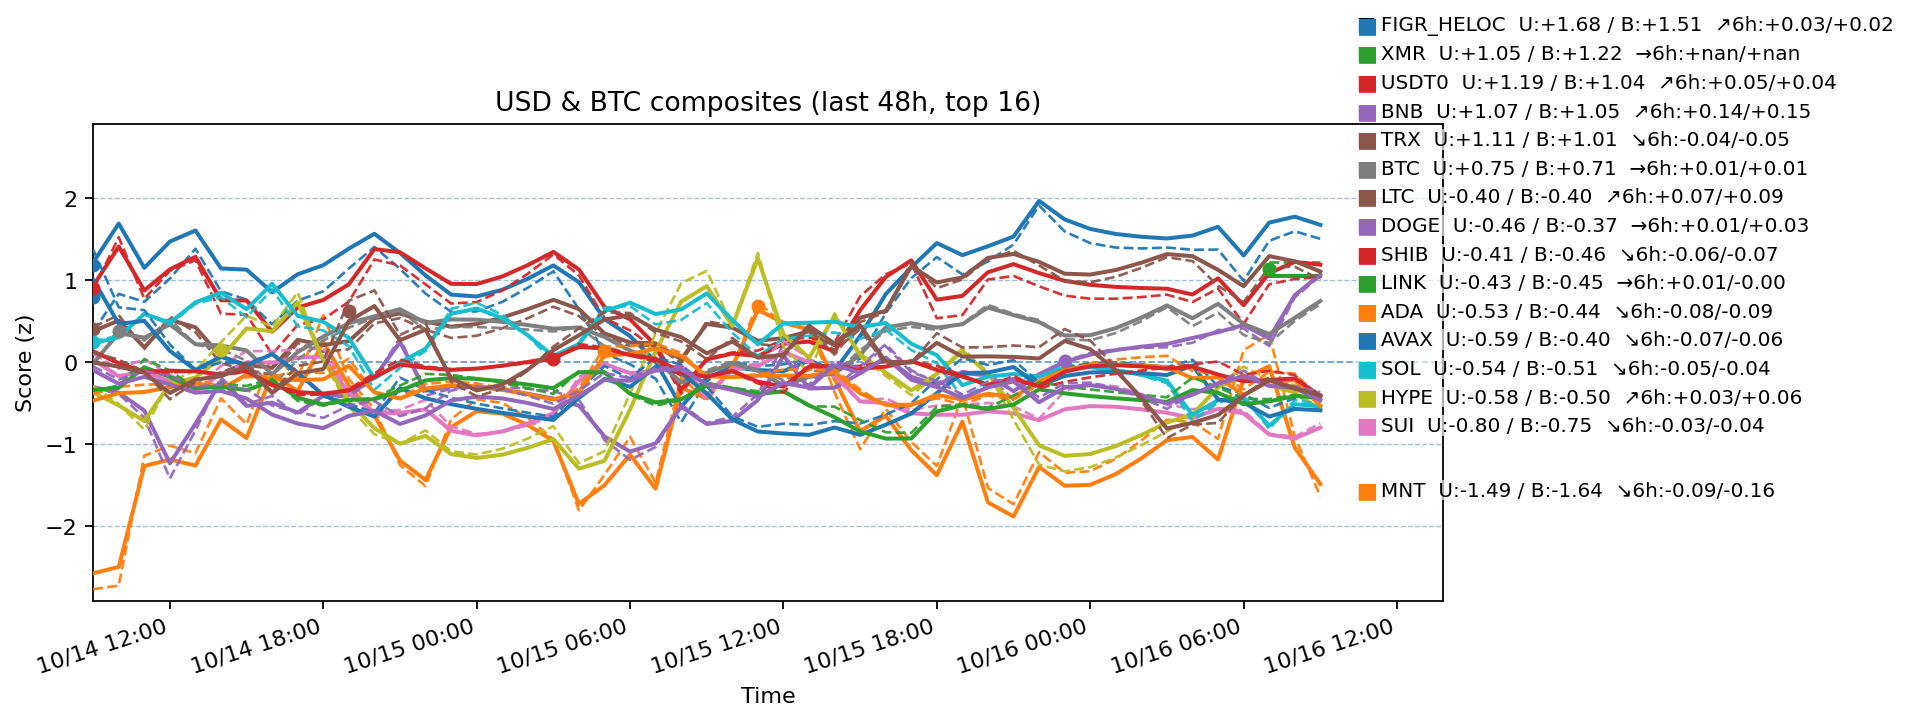 FIGR_HELOC U:+1.68 / B:+1.51 ↗6h:+0.03/+0.02
XMR U:+1.05 / B:+1.22 →6h:+nan/+nan
USDT0 U:+1.19 / B:+1.04 ↗6h:+0.05/+0.04
USD & BTC composites (last 48h, top 16)
BNB U:+1.07 / B:+1.05 ↗6h:+0.14/+0.15
TRX U:+1.11 / B:+1.01 ↘6h:-0.04/-0.05
BTC U:+0.75 / B:+0.71 →6h:+0.01/+0.01
LTC U:-0.40 / B:-0.40 ↗6h:+0.07/+0.09
DOGE U:-0.46 / B:-0.37 →6h:+0.01/+0.03
SHIB U:-0.41 / B:-0.46 ↘6h:-0.06/-0.07
LINK U:-0.43 / B:-0.45 →6h:+0.01/-0.00
ADA U:-0.53 / B:-0.44 ↘6h:-0.08/-0.09
AVAX U:-0.59 / B:-0.40 ↘6h:-0.07/-0.06
SOL U:-0.54 / B:-0.51 ↘6h:-0.05/-0.04
HYPE U:-0.58 / B:-0.50 ↗6h:+0.03/+0.06
SUI U:-0.80 / B:-0.75 ↘6h:-0.03/-0.04
MNT U:-1.49 / B:-1.64 ↘6h:-0.09/-0.16
Score (z)
2
1
0
−1
−2
10/14 12:00
10/14 18:00
10/15 00:00
10/15 06:00
10/15 12:00
10/15 18:00
10/16 00:00
10/16 06:00
10/16 12:00
Time